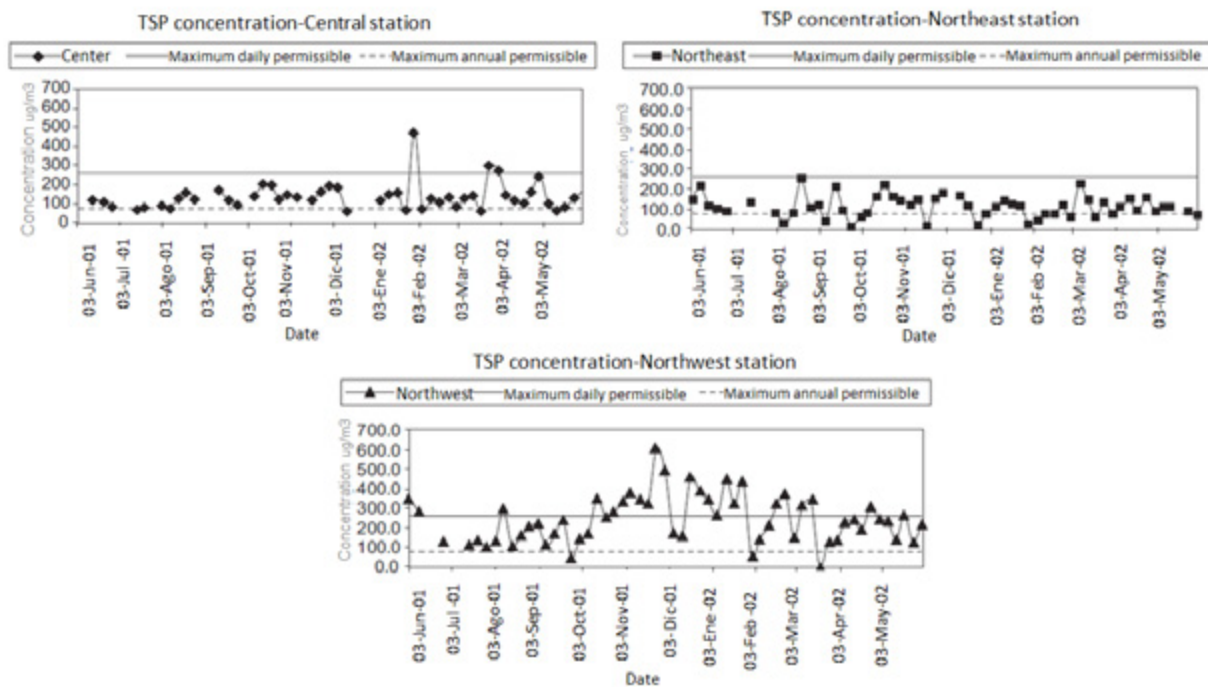 TSP concentration-Central station
Center Maximum daily permissible Maximum annual permissible
Concentration ug/m3
700
600
500
400
300
200
100
0
03-Jun-01
03-Jul-01
03-Ago-01
03-Sep-01
03-Oct-01
03-Nov-01
03-Dic-01
03-Ene-02
03-Feb-02
03-Mar-02
03-Apr-02
03-May-02
Date
TSP concentration-Northeast station
Northeast Maximum daily permissible Maximum annual permissible
Concentration ug/m3
700.0
600.0
500.0
400.0
300.0
200.0
100.0
0.0
03-Jun-01
03-Jul -01
03-Ago-01
03-Sep-01
03-Oct-01
03-Nov-01
03-Dic-01
03-Ene-02
03-Feb-02
03-Mar-02
03-Apr-02
03-May-02
Date
TSP concentration-Northwest station
Northwest Maximum daily permissible Maximum annual permissible
Concentration ug/m3
700.0
600.0
500.0
400.0
300.0
200.0
100.0
0.0
03-Jun-01
03-Jul -01
03-Ago-01
03-Sep-01
03-Oct-01
03-Nov-01
03-Dic-01
03-Ene-02
03-Feb-02
03-Mar-02
03-Apr-02
03-May-02
Date